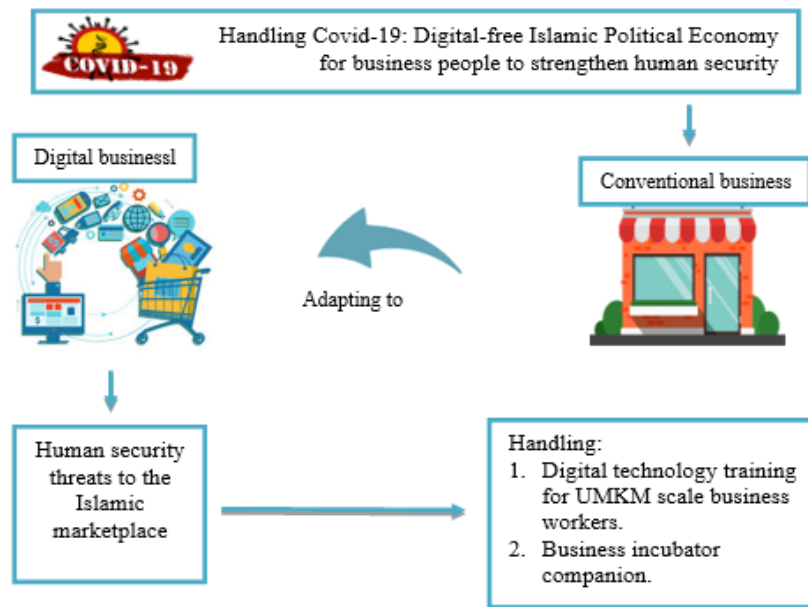 COVID-19
Handling Covid-19: Digital-free Islamic Political Economy
for business people to strengthen human security
Digital businessl
Conventional business
Adapting to
Human security
threats to the
Islamic
marketplace
Handling:
1. Digital technology training
for UMKM scale business
workers.
2. Business incubator
companion.